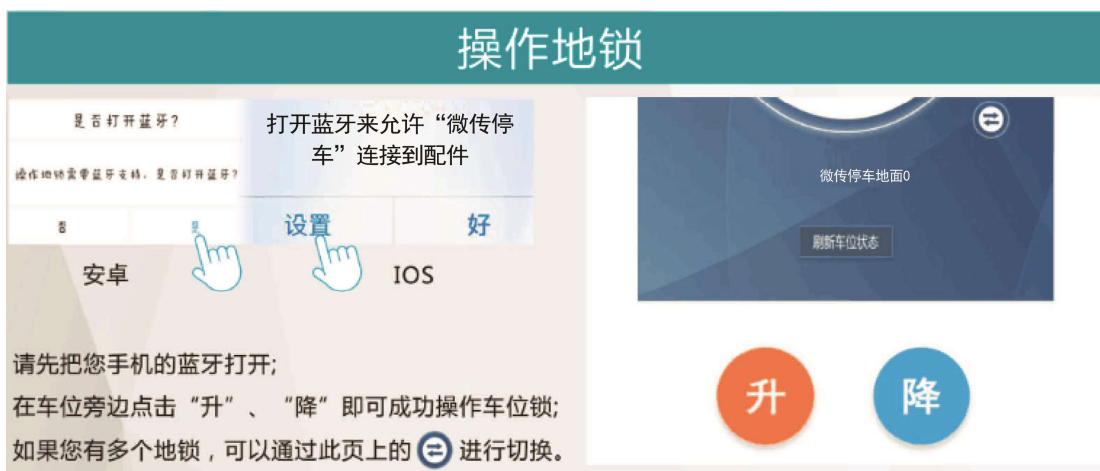 操作地锁
是否打开蓝牙?
操作地锁需要蓝牙支持,是否打开蓝牙?
否
是
打开蓝牙来允许“微传停
车”连接到配件
设置
好
安卓
IOS
请先把您手机的蓝牙打开;
在车位旁边点击“升”、“降”即可成功操作车位锁;
如果您有多个地锁,可以通过此页上的进行切换。
微传停车地面0
刷新车位状态
升
降